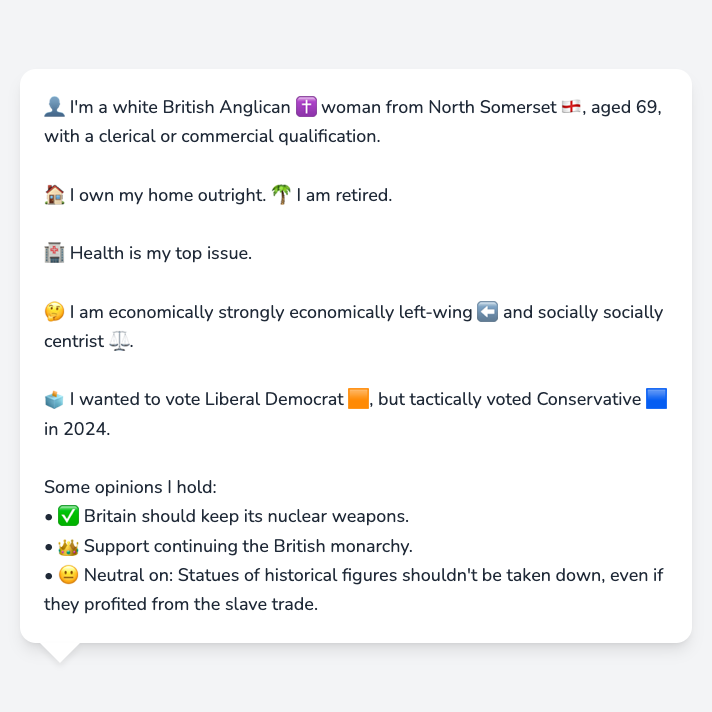 👤 I'm a white British Anglican ✝️ woman from North Somerset 🏴󠁧󠁢󠁥󠁮󠁧󠁿, aged 69,
with a clerical or commercial qualification.
🏠 I own my home outright. 🌴 I am retired.
🏥 Health is my top issue.
🤔 I am economically strongly economically left-wing ⬅️ and socially socially
centrist ⚖️.
🗳️ I wanted to vote Liberal Democrat 🟧, but tactically voted Conservative 🟦
in 2024.
Some opinions I hold:
• ✅ Britain should keep its nuclear weapons.
• 👑 Support continuing the British monarchy.
• 😐 Neutral on: Statues of historical figures shouldn't be taken down, even if
they profited from the slave trade.